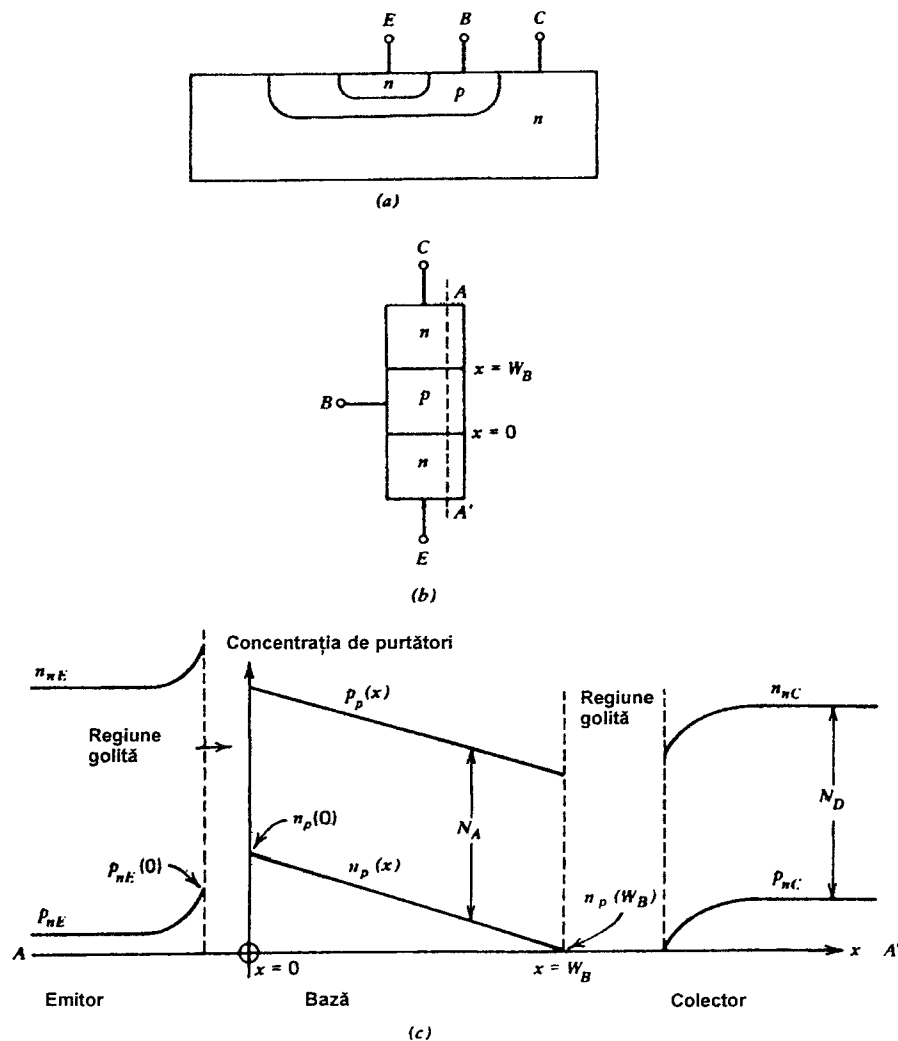 E B C
n p n
(a)
C
A
n
x = W_B
B p
x = 0
n
A'
E
(b)
Concentrația de purtători
n_nE
p_p(x)
Regiune
golită
n_nC
Regiune
golită
n_p(0)
N_A
N_D
p_nE(0)
n_p(x)
n_p(W_B)
p_nC
p_nE
A x = 0 x = W_B x A'
Emitor Bază Colector
(c)